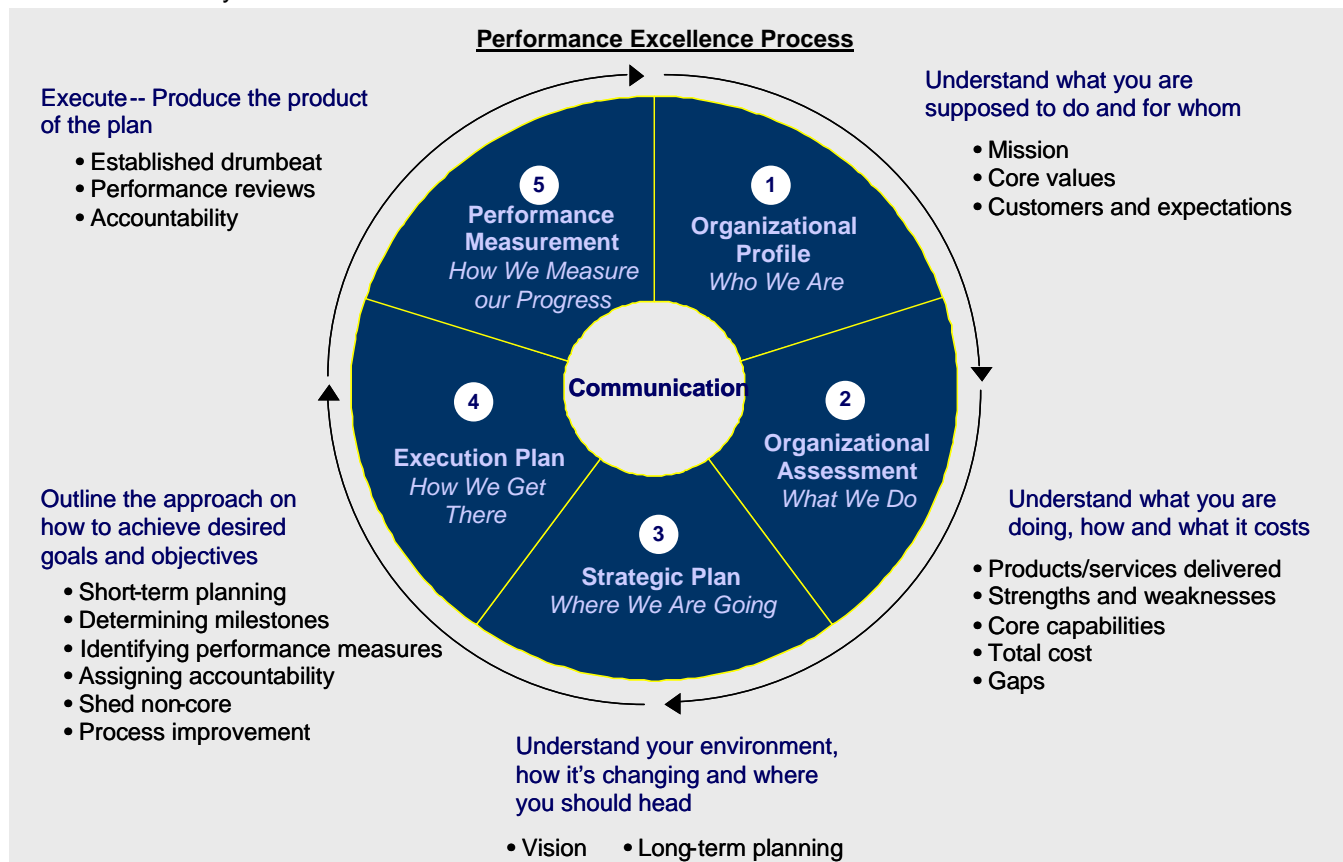 Performance Excellence Process
Execute-- Produce the product
of the plan
• Established drumbeat
• Performance reviews
• Accountability
Understand what you are
supposed to do and for whom
• Mission
• Core values
• Customers and expectations
1
Organizational
Profile
Who We Are
2
Organizational
Assessment
What We Do
3
Strategic Plan
Where We Are Going
4
Execution Plan
How We Get
There
5
Performance
Measurement
How We Measure
our Progress
Communication
Understand what you are
doing, how and what it costs
• Products/services delivered
• Strengths and weaknesses
• Core capabilities
• Total cost
• Gaps
Understand your environment,
how it's changing and where
you should head
• Vision • Long-term planning
Outline the approach on
how to achieve desired
goals and objectives
• Short-term planning
• Determining milestones
• Identifying performance measures
• Assigning accountability
• Shed non-core
• Process improvement